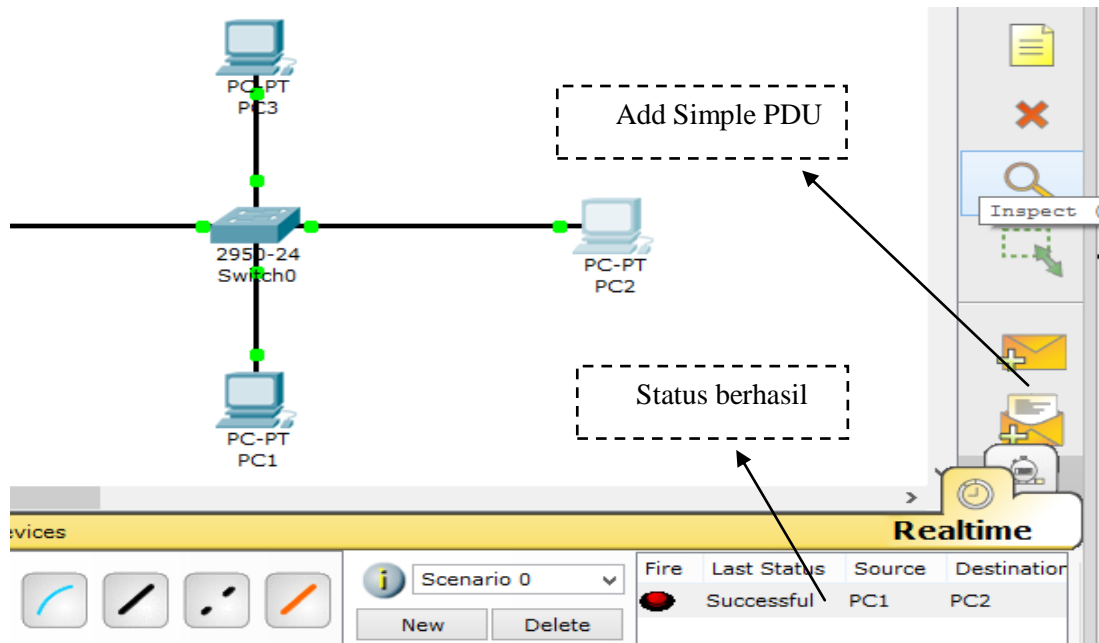 PC-PT
PC3
Add Simple PDU
Inspect (
2950-24
Switch0
PC-PT
PC2
Status berhasil
PC-PT
PC1
evices
Realtime
Scenario 0
New
Delete
Fire Last Status Source Destination
Successful PC1 PC2